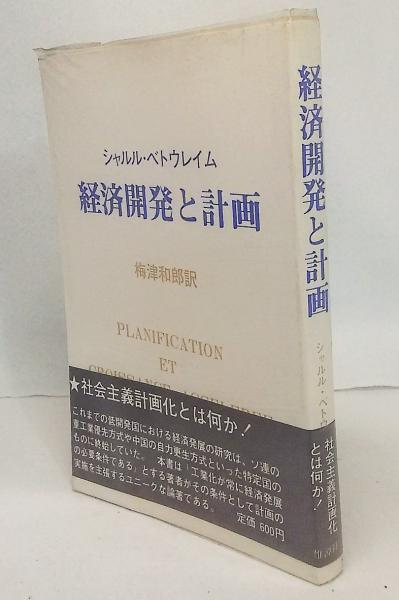 シャルル・ベトウレイム
経済開発と計画
梅津和郎訳
PLANIFICATION
ET
CROISSANCE ACCELEREE
★社会主義計画化とは何か!
これまでの低開発国における経済発展の研究は、ソ連の
重工業優先方式や中国の自力更生方式といった特定国の
ものに終始していた。本書は「工業化が常に経済発展
の必要条件である」とする著者がその条件として計画の
実施を主張するユニークな論著である。
定価 600円
経済開発と計画
シャルル・ベトウ
社会主義計画化
とは何か!